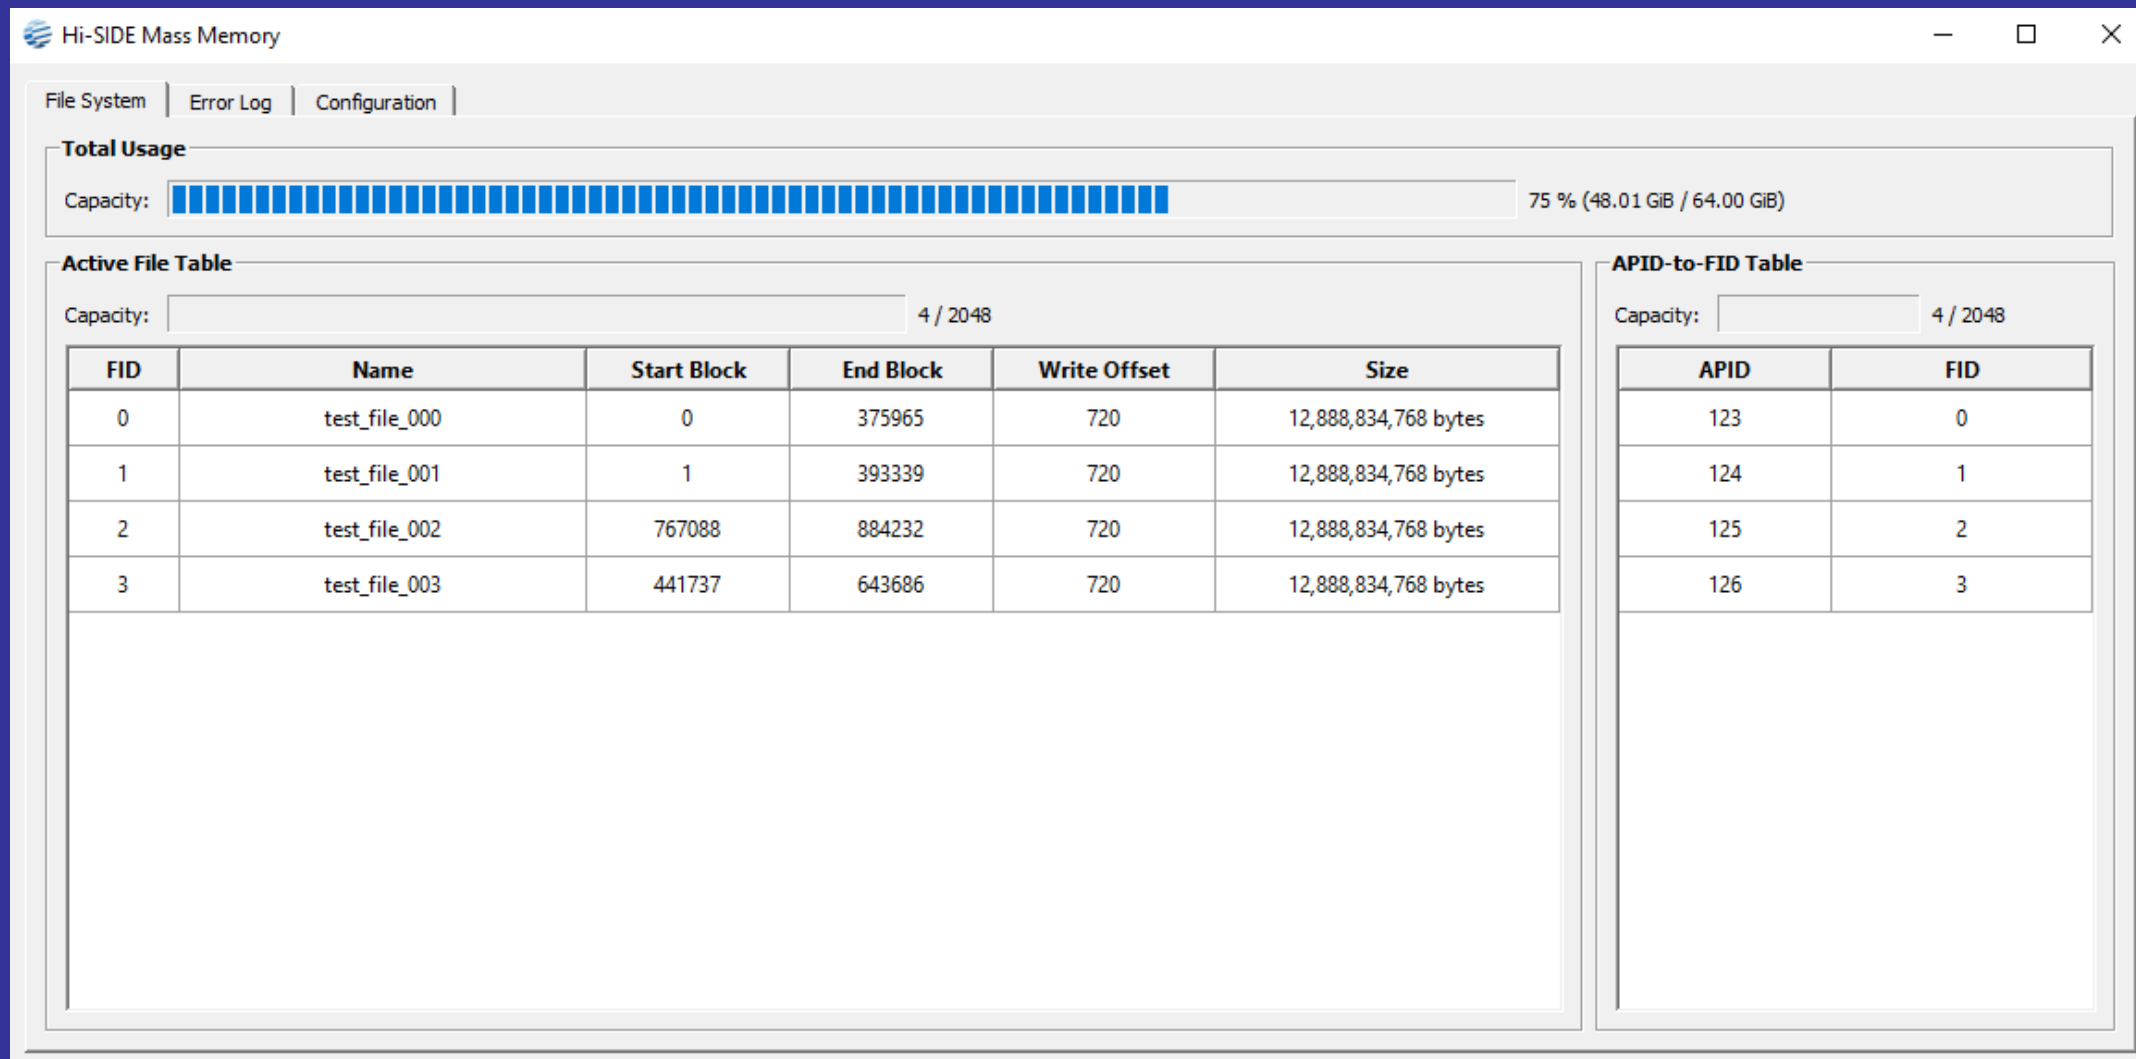 Hi-SIDE Mass Memory
File System Error Log Configuration
Total Usage
Capacity: 75 % (48.01 GiB / 64.00 GiB)
Active File Table
Capacity: 4 / 2048
FID Name Start Block End Block Write Offset Size
0 test_file_000 0 375965 720 12,888,834,768 bytes
1 test_file_001 1 393339 720 12,888,834,768 bytes
2 test_file_002 767088 884232 720 12,888,834,768 bytes
3 test_file_003 441737 643686 720 12,888,834,768 bytes
APID-to-FID Table
Capacity: 4 / 2048
APID FID
123 0
124 1
125 2
126 3